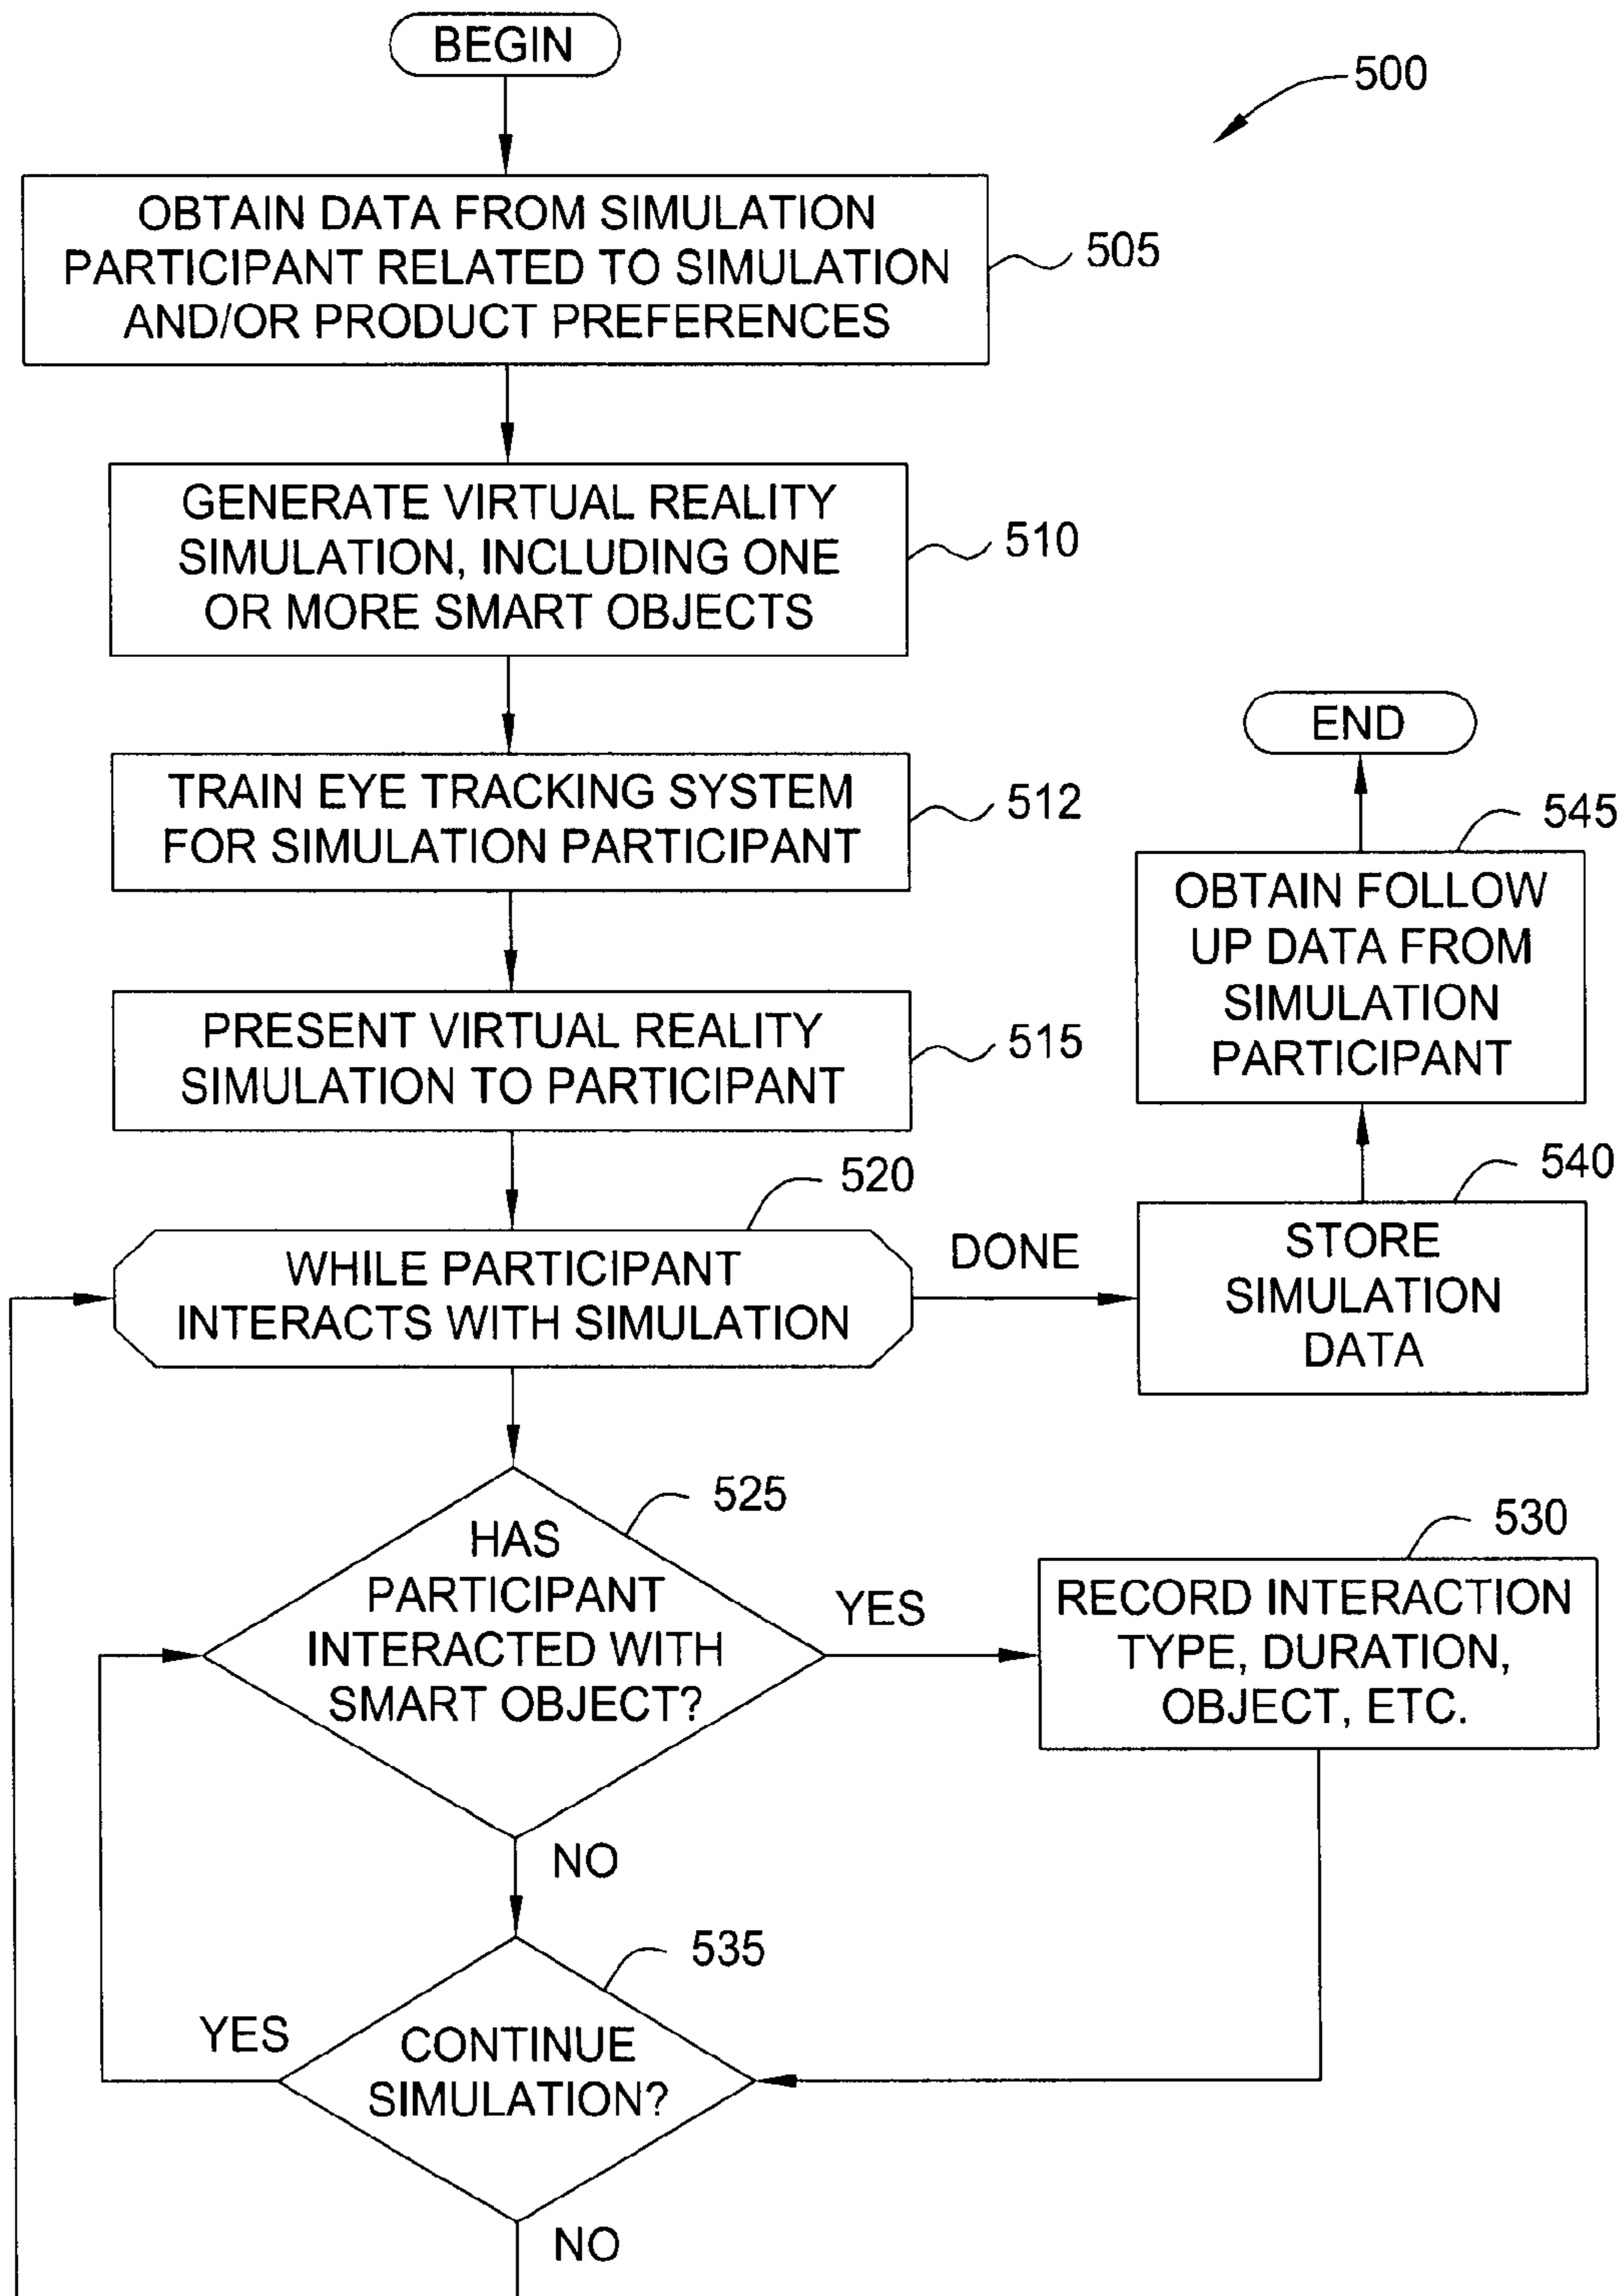 BEGIN
500
OBTAIN DATA FROM SIMULATION
PARTICIPANT RELATED TO SIMULATION
AND/OR PRODUCT PREFERENCES
505
GENERATE VIRTUAL REALITY
SIMULATION, INCLUDING ONE
OR MORE SMART OBJECTS
510
TRAIN EYE TRACKING SYSTEM
FOR SIMULATION PARTICIPANT
512
PRESENT VIRTUAL REALITY
SIMULATION TO PARTICIPANT
515
WHILE PARTICIPANT
INTERACTS WITH SIMULATION
520
DONE
STORE
SIMULATION
DATA
540
OBTAIN FOLLOW
UP DATA FROM
SIMULATION
PARTICIPANT
545
END
HAS
PARTICIPANT
INTERACTED WITH
SMART OBJECT?
525
YES
RECORD INTERACTION
TYPE, DURATION,
OBJECT, ETC.
530
NO
CONTINUE
SIMULATION?
535
YES
NO